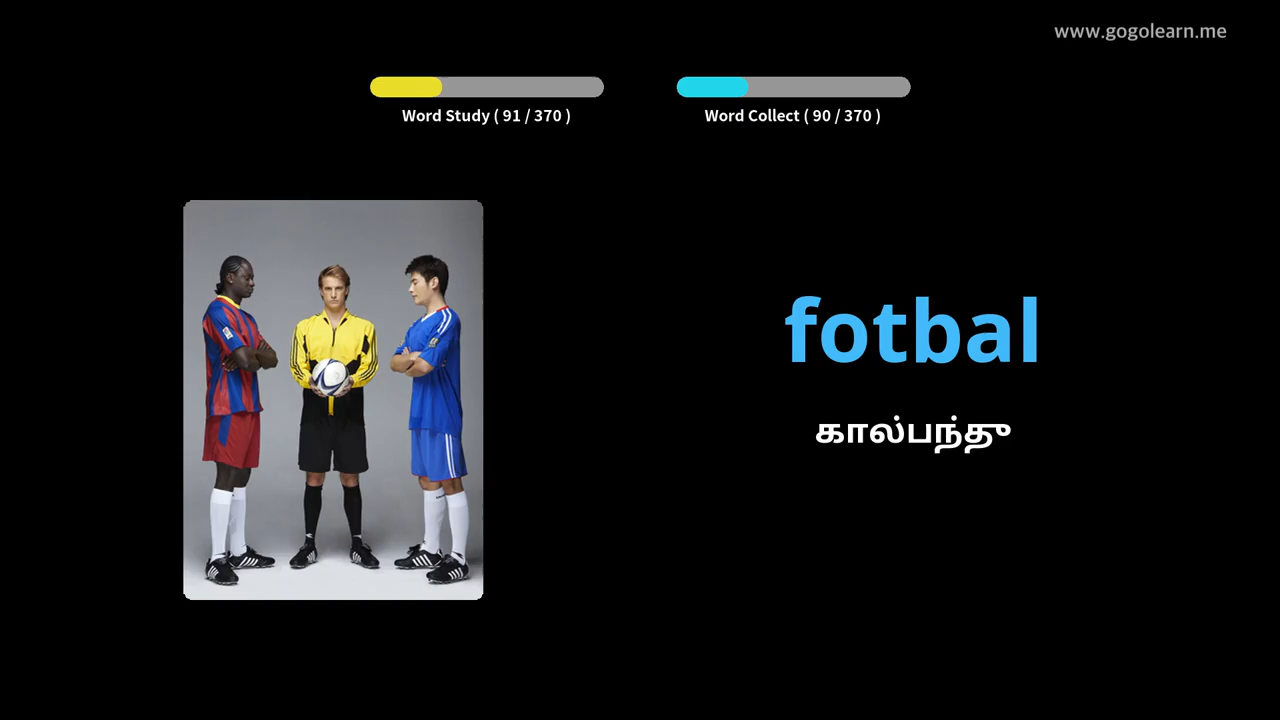 www.gogolearn.me
Word Study ( 91 / 370 )
Word Collect ( 90 / 370 )
fotbal
கால்பந்து